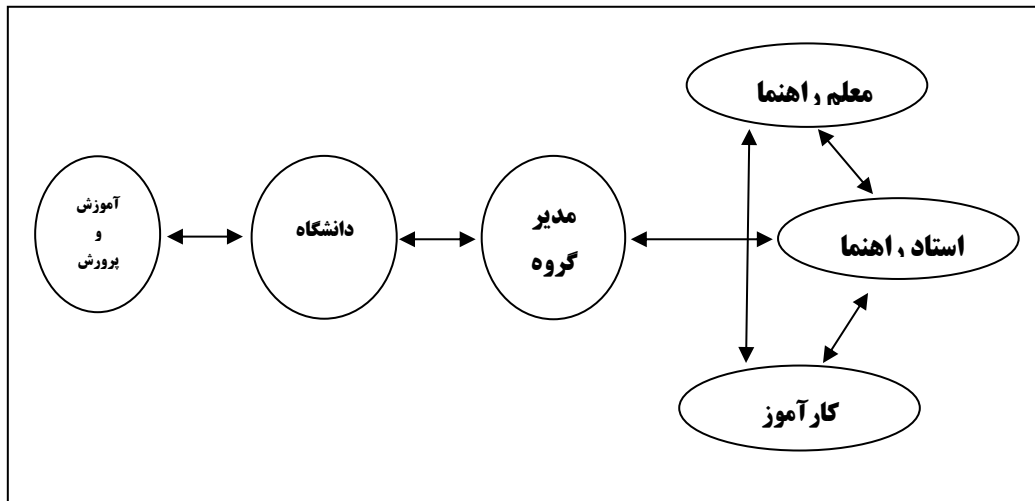 معلم راهنما
آموزش
و
پرورش
دانشگاه
مدیر
گروه
استاد راهنما
کارآموز